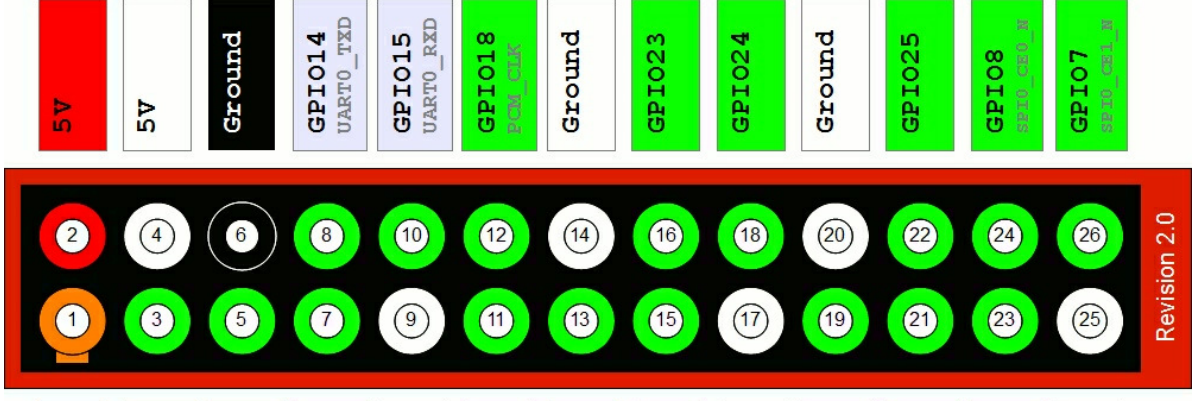 5V
5V
Ground
GPIO14
UART0_TXD
GPIO15
UART0_RXD
GPIO18
PCM_CLK
Ground
GPIO23
GPIO24
Ground
GPIO25
GPIO8
SPI0_CE0_N
GPIO7
SPI0_CE1_N
2 4 6 8 10 12 14 16 18 20 22 24 26
1 3 5 7 9 11 13 15 17 19 21 23 25
Revision 2.0